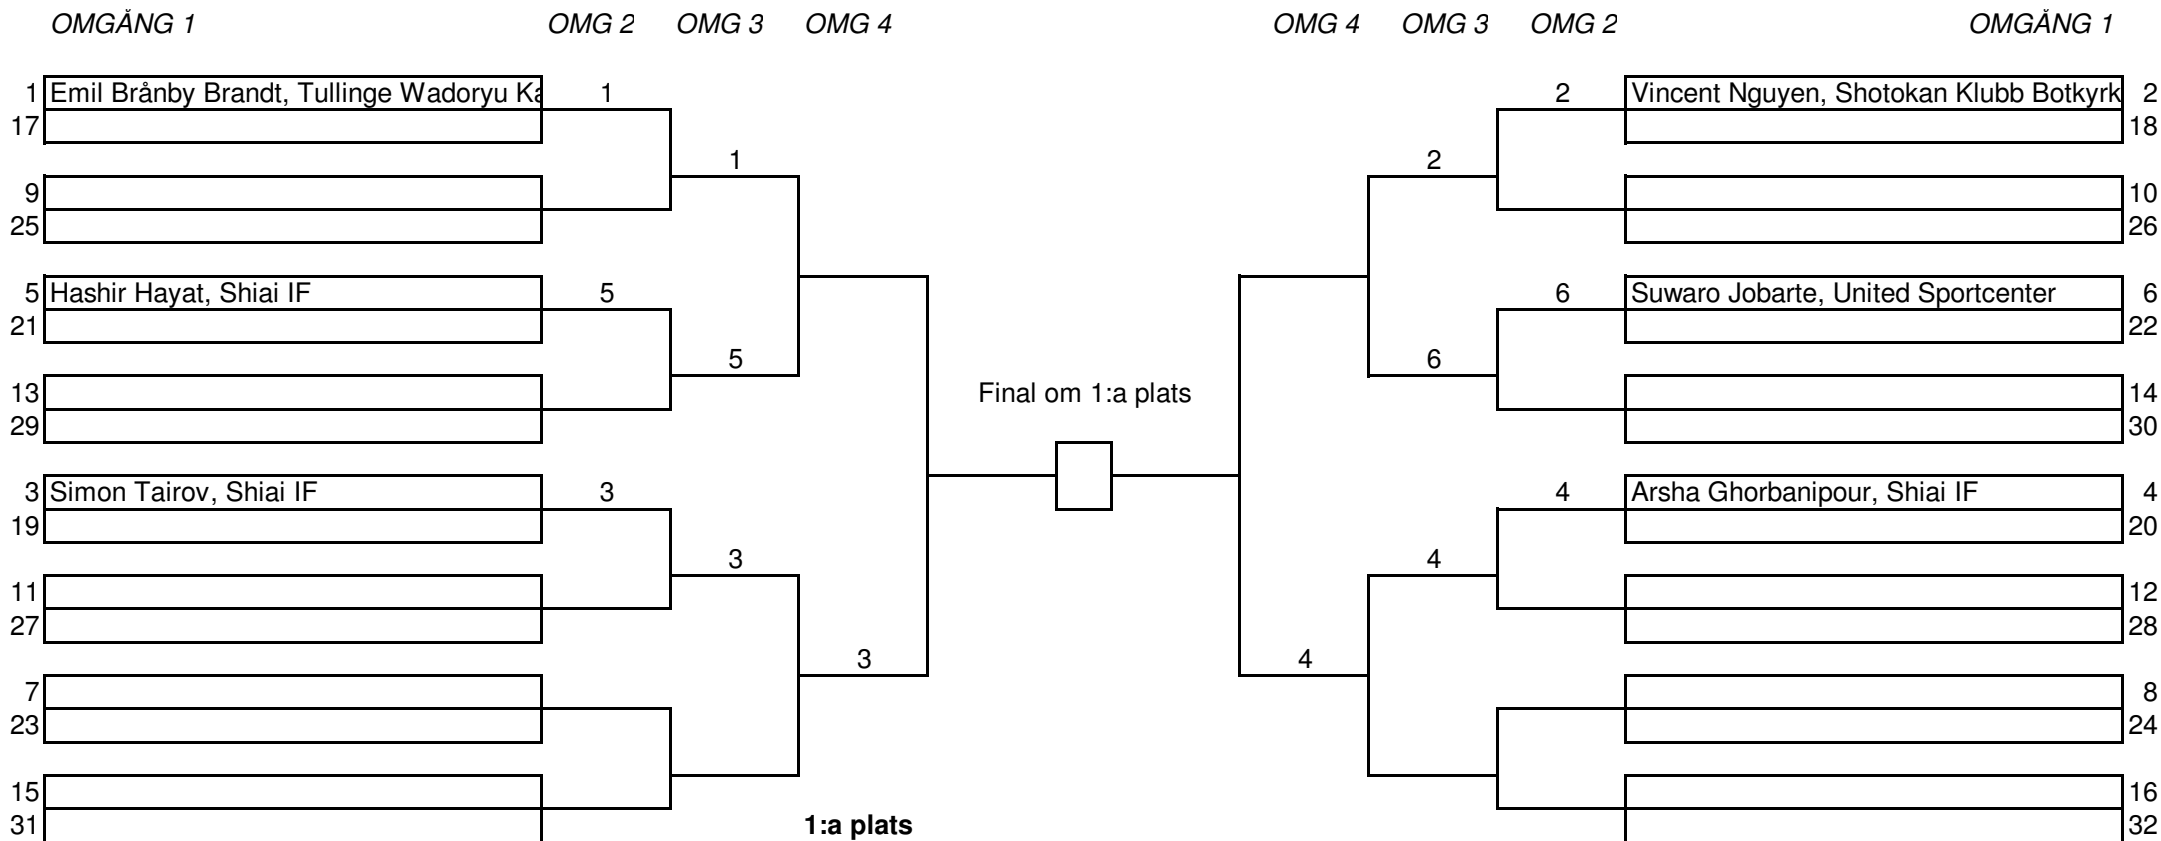 OMGÅNG 1 OMG 2 OMG 3 OMG 4 OMG 4 OMG 3 OMG 2 OMGÅNG 1
1 Emil Brånby Brandt, Tullinge Wadoryu Ka 1 2 Vincent Nguyen, Shotokan Klubb Botkyrk 2
17 18
1 2
9 10
25 26
5 Hashir Hayat, Shiai IF 5 6 Suwaro Jobarte, United Sportcenter 6
21 22
5 6
13 Final om 1:a plats 14
29 30
3 Simon Tairov, Shiai IF 3 4 Arsha Ghorbanipour, Shiai IF 4
19 20
3 4
11 12
27 28
3 4
7 8
23 24
15 16
31 1:a plats 32